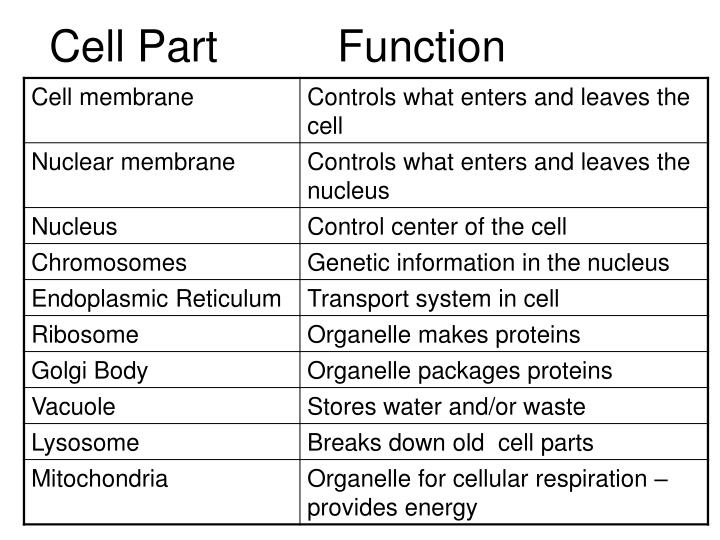 Cell Part Function
Cell membrane Controls what enters and leaves the
cell
Nuclear membrane Controls what enters and leaves the
nucleus
Nucleus Control center of the cell
Chromosomes Genetic information in the nucleus
Endoplasmic Reticulum Transport system in cell
Ribosome Organelle makes proteins
Golgi Body Organelle packages proteins
Vacuole Stores water and/or waste
Lysosome Breaks down old  cell parts
Mitochondria Organelle for cellular respiration –
provides energy